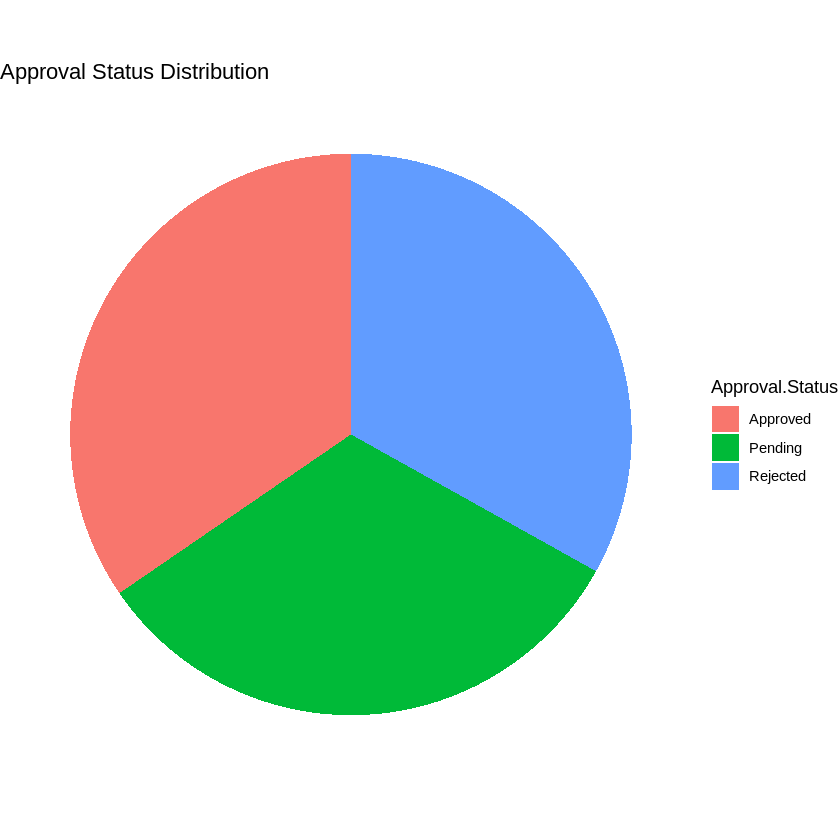 Approval Status Distribution
Approval.Status
Approved
Pending
Rejected